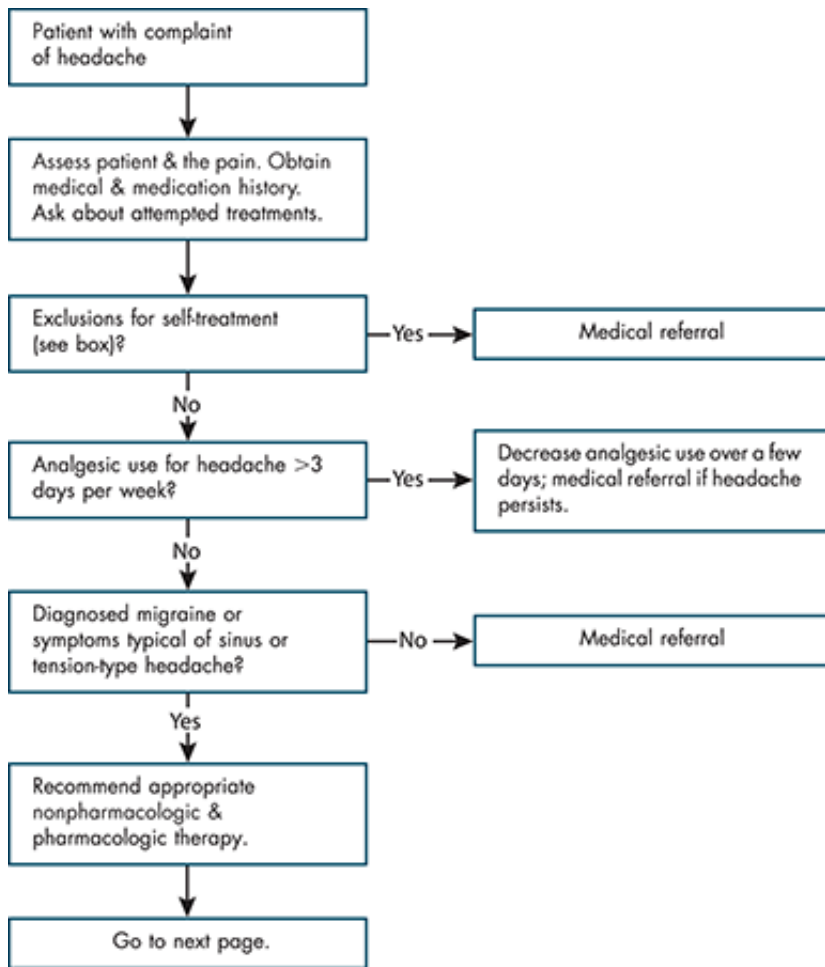 Patient with complaint
of headache
Assess patient & the pain. Obtain
medical & medication history.
Ask about attempted treatments.
Exclusions for self-treatment
(see box)?
Yes
Medical referral
No
Analgesic use for headache >3
days per week?
Yes
Decrease analgesic use over a few
days; medical referral if headache
persists.
No
Diagnosed migraine or
symptoms typical of sinus or
tension-type headache?
No
Medical referral
Yes
Recommend appropriate
nonpharmacologic &
pharmacologic therapy.
Go to next page.